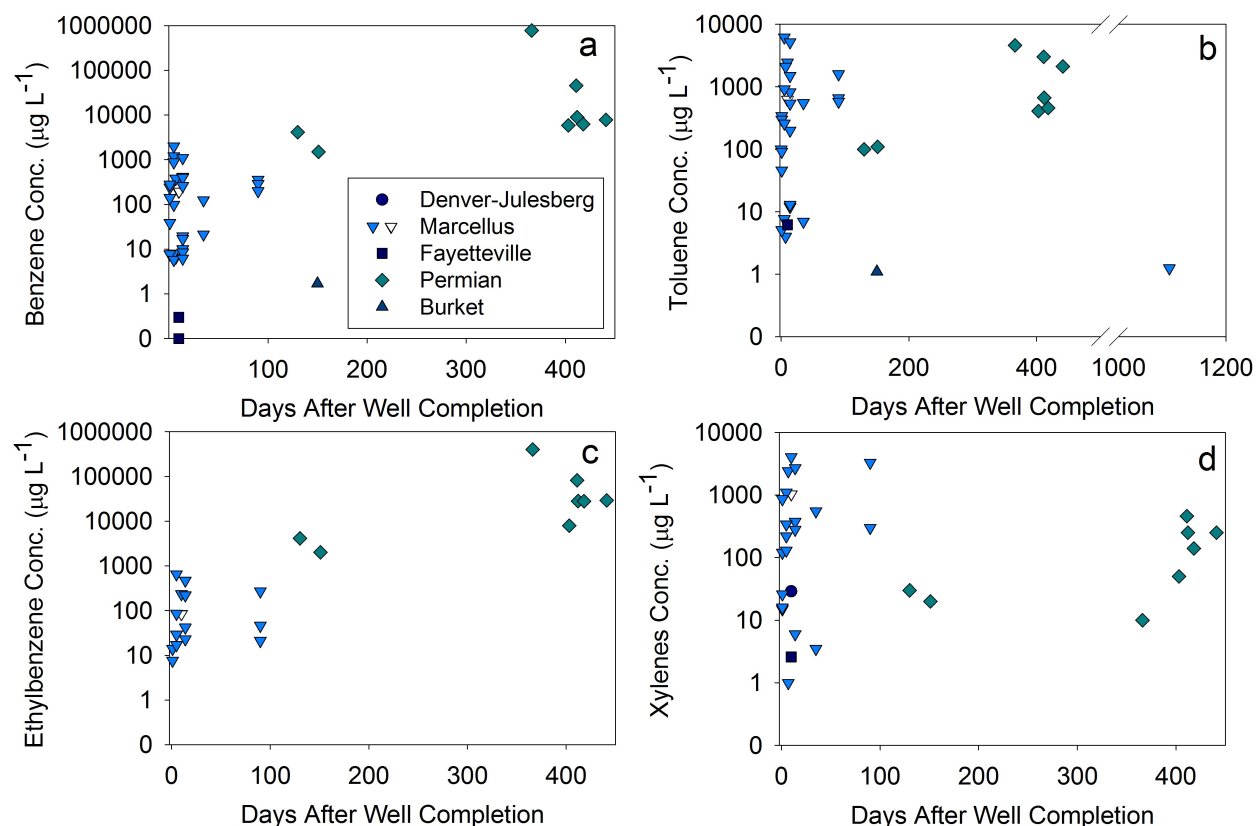 a
Benzene Conc. (µg L⁻¹)
1000000
100000
10000
1000
100
10
1
0
Denver-Julesberg
Marcellus
Fayetteville
Permian
Burket
100 200 300 400
Days After Well Completion
b
Toluene Conc. (µg L⁻¹)
10000
1000
100
10
1
0
0 200 400 1000 1200
Days After Well Completion
c
Ethylbenzene Conc. (µg L⁻¹)
1000000
100000
10000
1000
100
10
1
0
0 100 200 300 400
Days After Well Completion
d
Xylenes Conc. (µg L⁻¹)
10000
1000
100
10
1
0
0 100 200 300 400
Days After Well Completion